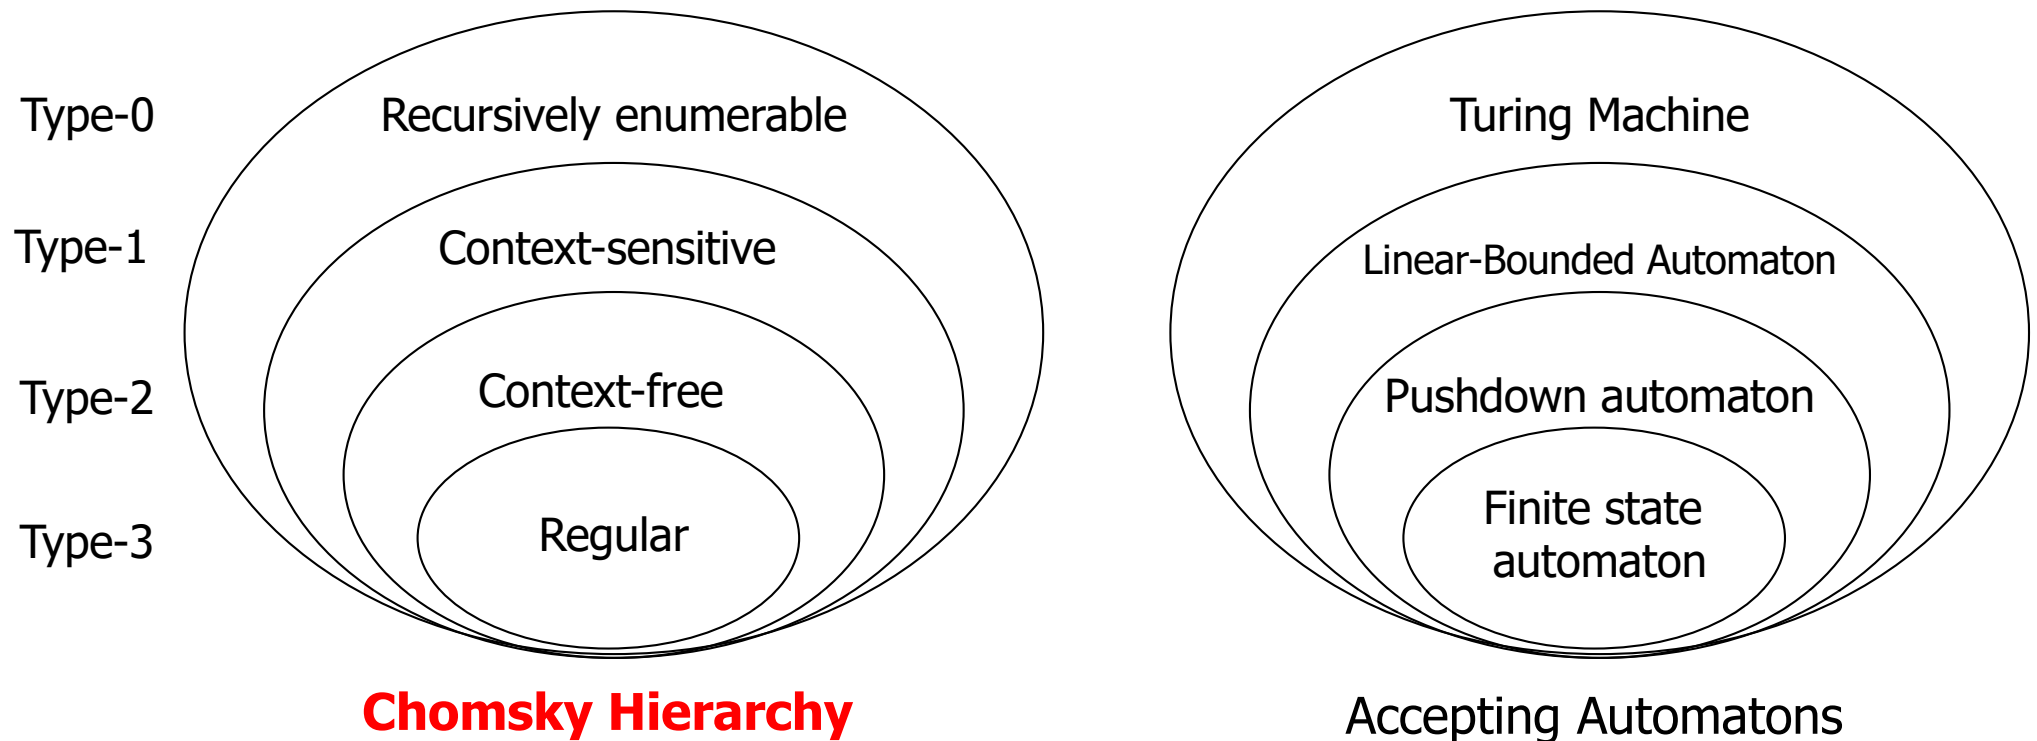 Type-0
Recursively enumerable
Turing Machine
Type-1
Context-sensitive
Linear-Bounded Automaton
Type-2
Context-free
Pushdown automaton
Type-3
Regular
Finite state
automaton
Chomsky Hierarchy
Accepting Automatons